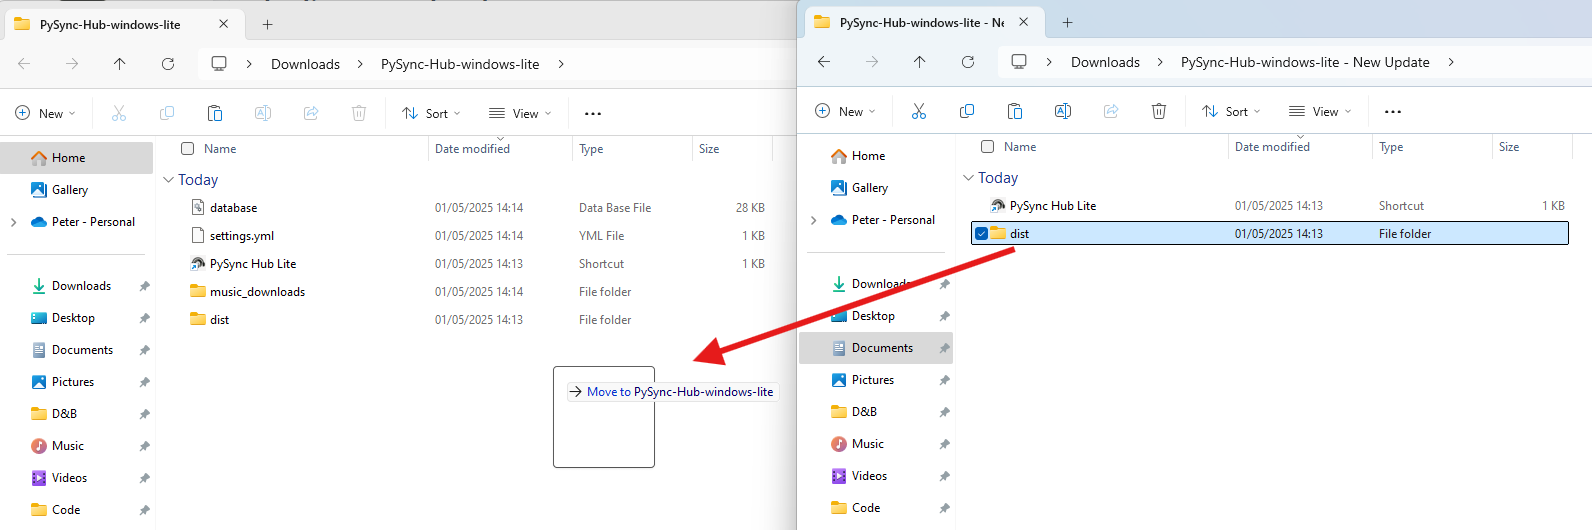 PySync-Hub-windows-lite
Downloads > PySync-Hub-windows-lite >
New
Sort
View
Name Date modified Type Size
Home
Gallery
Peter - Personal
Downloads
Desktop
Documents
Pictures
D&B
Music
Videos
Code
Today
database 01/05/2025 14:14 Data Base File 28 KB
settings.yml 01/05/2025 14:14 YML File 1 KB
PySync Hub Lite 01/05/2025 14:13 Shortcut 1 KB
music_downloads 01/05/2025 14:14 File folder
dist 01/05/2025 14:13 File folder
Move to PySync-Hub-windows-lite
PySync-Hub-windows-lite - Ne
Downloads > PySync-Hub-windows-lite - New Update >
New
Sort
View
Name Date modified Type Size
Home
Gallery
Peter - Personal
Downloads
Desktop
Documents
Pictures
D&B
Music
Videos
Code
Today
PySync Hub Lite 01/05/2025 14:13 Shortcut 1 KB
dist 01/05/2025 14:13 File folder